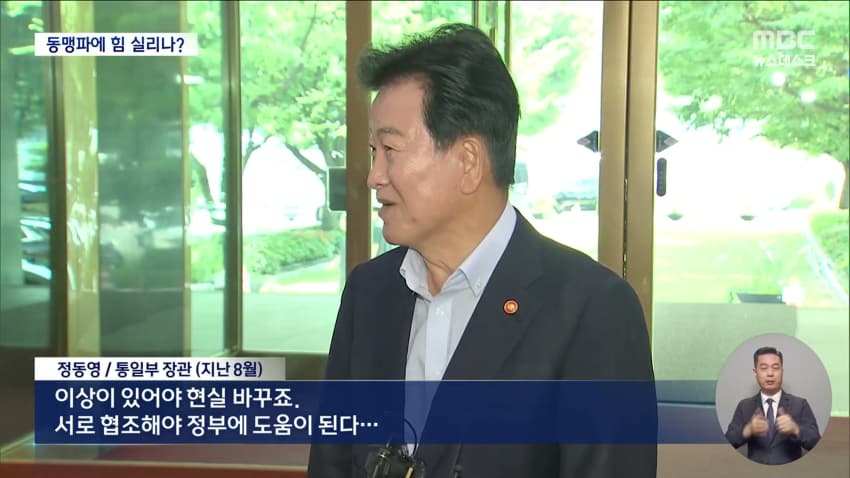 동맹파에 힘 실리나?
MBC
뉴스데스크
정동영 / 통일부 장관 (지난 8월)
이상이 있어야 현실 바꾸죠.
서로 협조해야 정부에 도움이 된다…